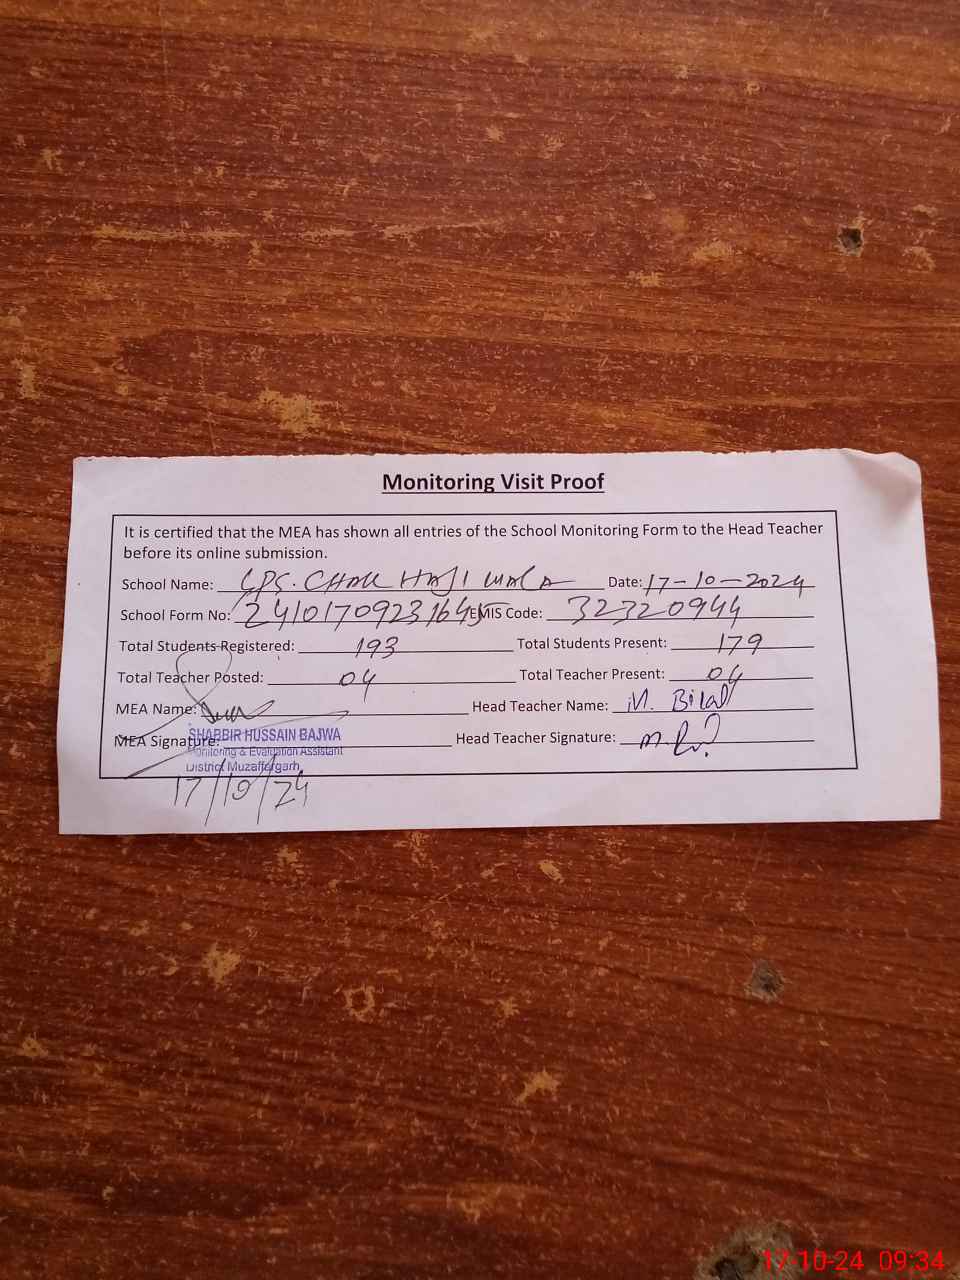 Monitoring Visit Proof
It is certified that the MEA has shown all entries of the School Monitoring Form to the Head Teacher
before its online submission.
School Name: CHAK HAJI WALA Date: 17-10-2024
School Form No: 24101709231645 EMIS Code: 32320944
Total Students Registered: 193 Total Students Present: 179
Total Teacher Posted: 04 Total Teacher Present: 04
MEA Name: Head Teacher Name: M. Bilal
MEA Signature: Head Teacher Signature:
SHABBIR HUSSAIN BAJWA
Monitoring & Evaluation Assistant
District Muzaffargarh
17/10/24
17-10-24 09:34